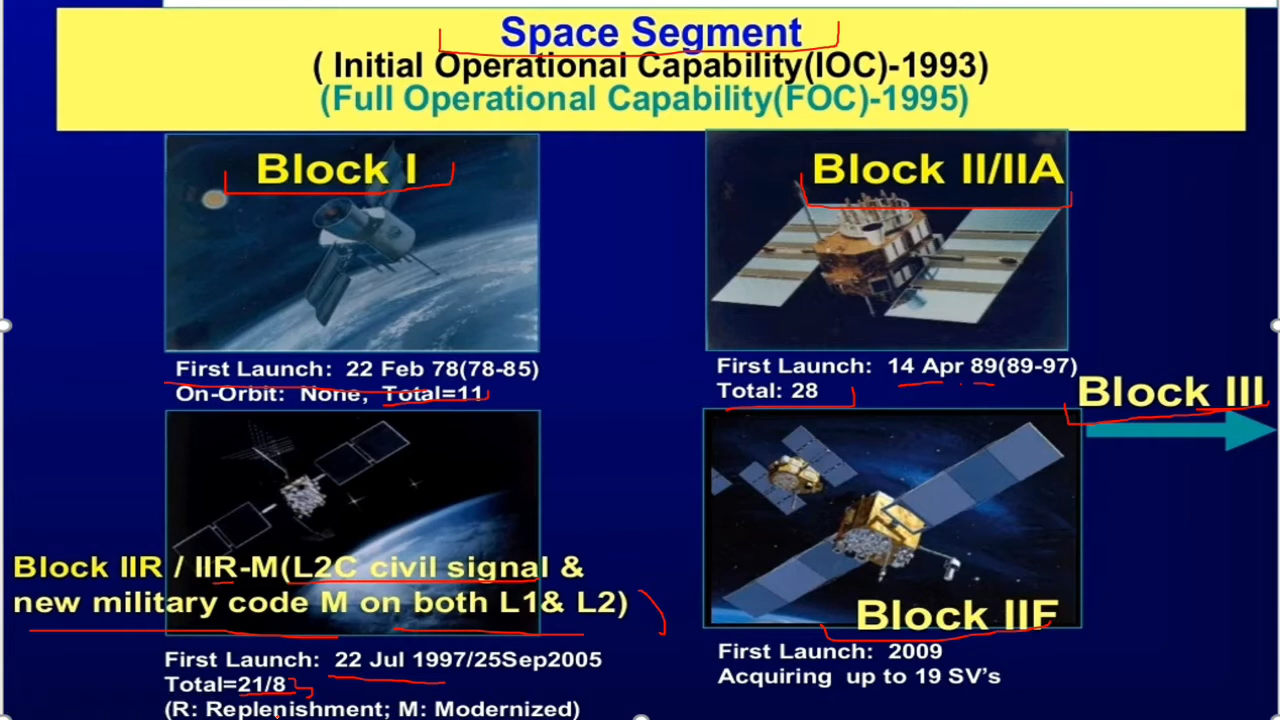 Space Segment
( Initial Operational Capability(IOC)-1993)
(Full Operational Capability(FOC)-1995)
Block I
First Launch: 22 Feb 78(78-85)
On-Orbit: None, Total=11
Block II/IIA
First Launch: 14 Apr 89(89-97)
Total: 28
Block III
Block IIR / IIR-M(L2C civil signal &
new military code M on both L1& L2)
First Launch: 22 Jul 1997/25Sep2005
Total=21/8
(R: Replenishment; M: Modernized)
Block IIF
First Launch: 2009
Acquiring up to 19 SV's